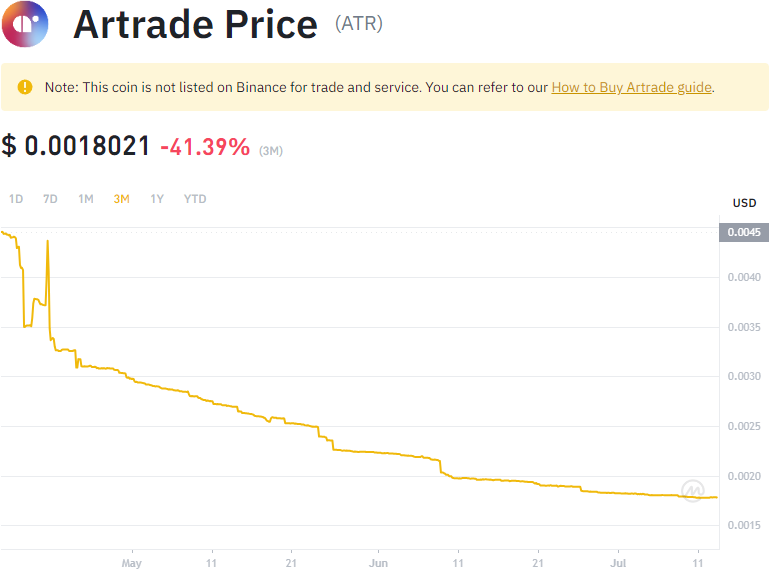 Artrade Price (ATR)
Note: This coin is not listed on Binance for trade and service. You can refer to our How to Buy Artrade guide.
$ 0.0018021 -41.39% (3M)
1D 7D 1M 3M 1Y YTD
USD
0.0045
0.0040
0.0035
0.0030
0.0025
0.0020
0.0015
May 11 21 Jun 11 21 Jul 11